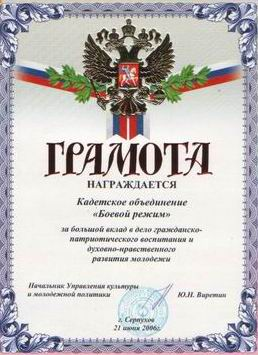 ГРАМОТА
НАГРАЖДАЕТСЯ
Кадетское объединение
«Боевой режим»
за большой вклад в дело гражданско-
патриотического воспитания и
духовно-нравственного
развития молодежи
Начальник Управления культуры
и молодежной политики Ю.Н. Виретин
г. Серпухов
21 июня 2006г.